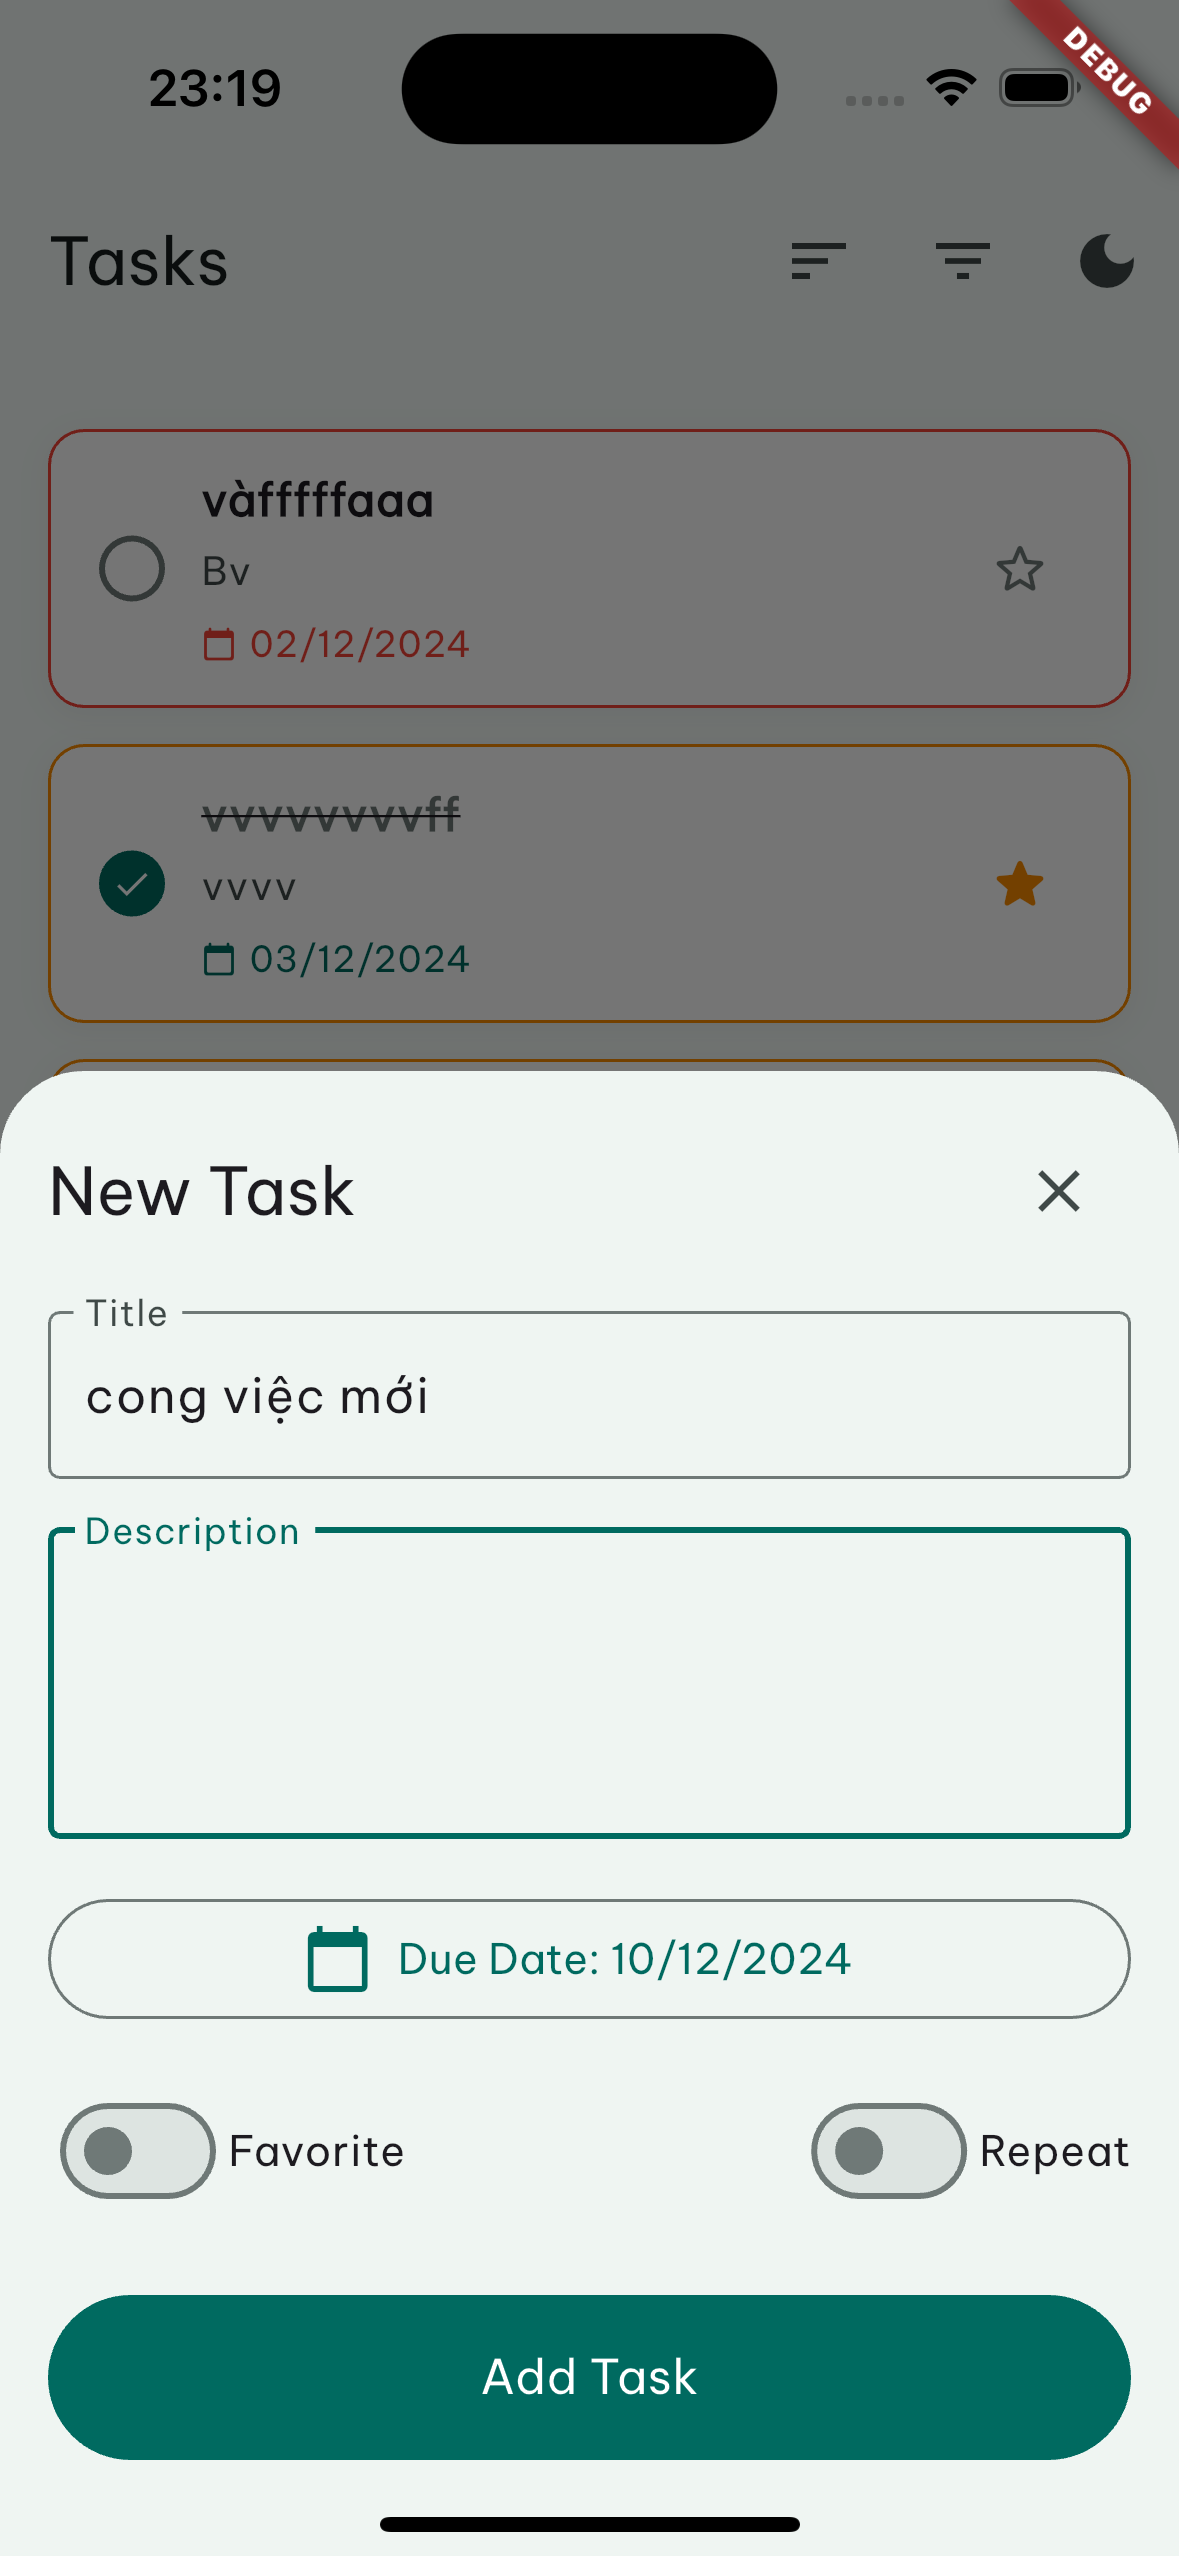 23:19
DEBUG
Tasks
vàfffffaaa
Bv
02/12/2024
vvvvvvvvff
vvvv
03/12/2024
New Task
Title
cong việc mới
Description
Due Date: 10/12/2024
Favorite
Repeat
Add Task